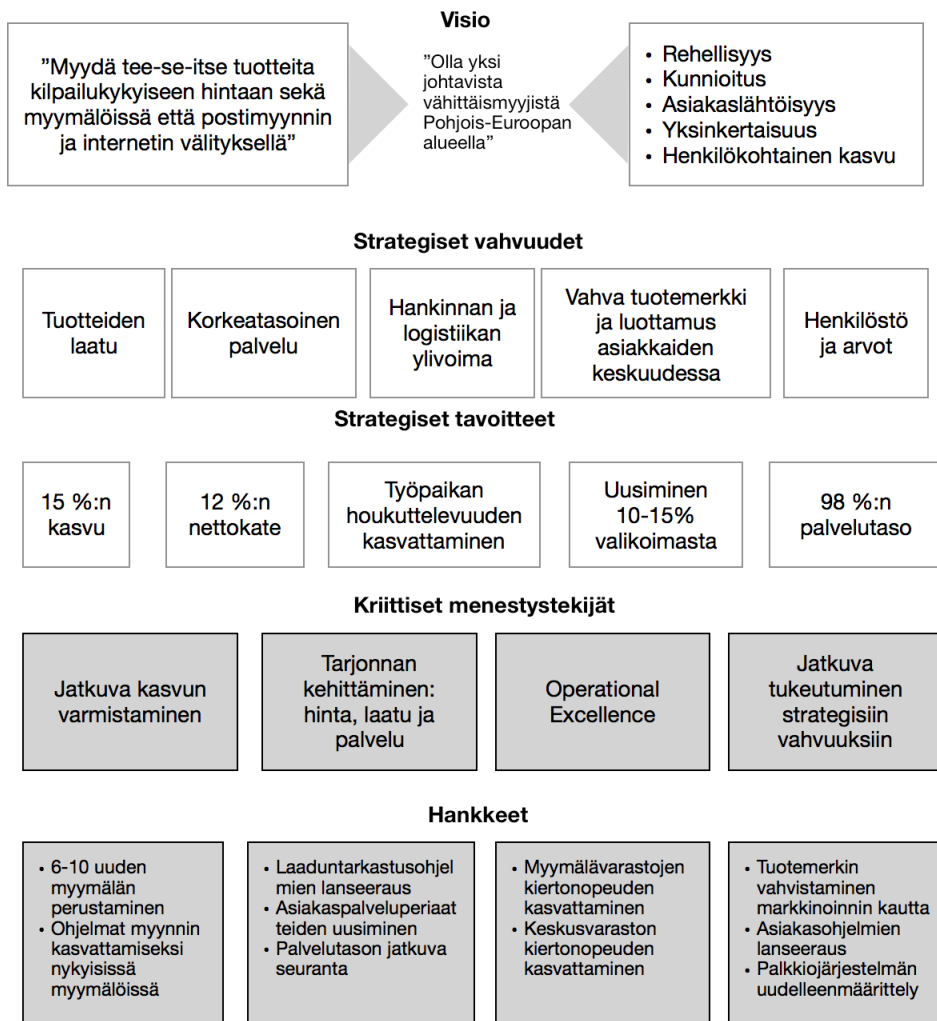 Visio
”Myydä tee-se-itse tuotteita
kilpailukykyiseen hintaan sekä
myymälöissä että postimyynnin
ja internetin välityksellä”
”Olla yksi
johtavista
vähittäismyyjistä
Pohjois-Euroopan
alueella”
• Rehellisyys
• Kunnioitus
• Asiakaslähtöisyys
• Yksinkertaisuus
• Henkilökohtainen kasvu
Strategiset vahvuudet
Tuotteiden
laatu
Korkeatasoinen
palvelu
Hankinnan ja
logistiikan
ylivoima
Vahva tuotemerkki
ja luottamus
asiakkaiden
keskuudessa
Henkilöstö
ja arvot
Strategiset tavoitteet
15 %:n
kasvu
12 %:n
nettokate
Työpaikan
houkuttelevuuden
kasvattaminen
Uusiminen
10-15%
valikoimasta
98 %:n
palvelutaso
Kriittiset menestystekijät
Jatkuva kasvun
varmistaminen
Tarjonnan
kehittäminen:
hinta, laatu ja
palvelu
Operational
Excellence
Jatkuva
tukeutuminen
strategisiin
vahvuuksiin
Hankkeet
• 6-10 uuden
myymälän
perustaminen
• Ohjelmat myynnin
kasvattamiseksi
nykyisissä
myymälöissä
• Laaduntarkastusohjel
mien lanseeraus
• Asiakaspalveluperiaat
teiden uusiminen
• Palvelutason jatkuva
seuranta
• Myymälävarastojen
kiertonopeuden
kasvattaminen
• Keskusvaraston
kiertonopeuden
kasvattaminen
• Tuotemerkin
vahvistaminen
markkinoinnin kautta
• Asiakasohjelmien
lanseeraus
• Palkkiojärjestelmän
uudelleenmäärittely